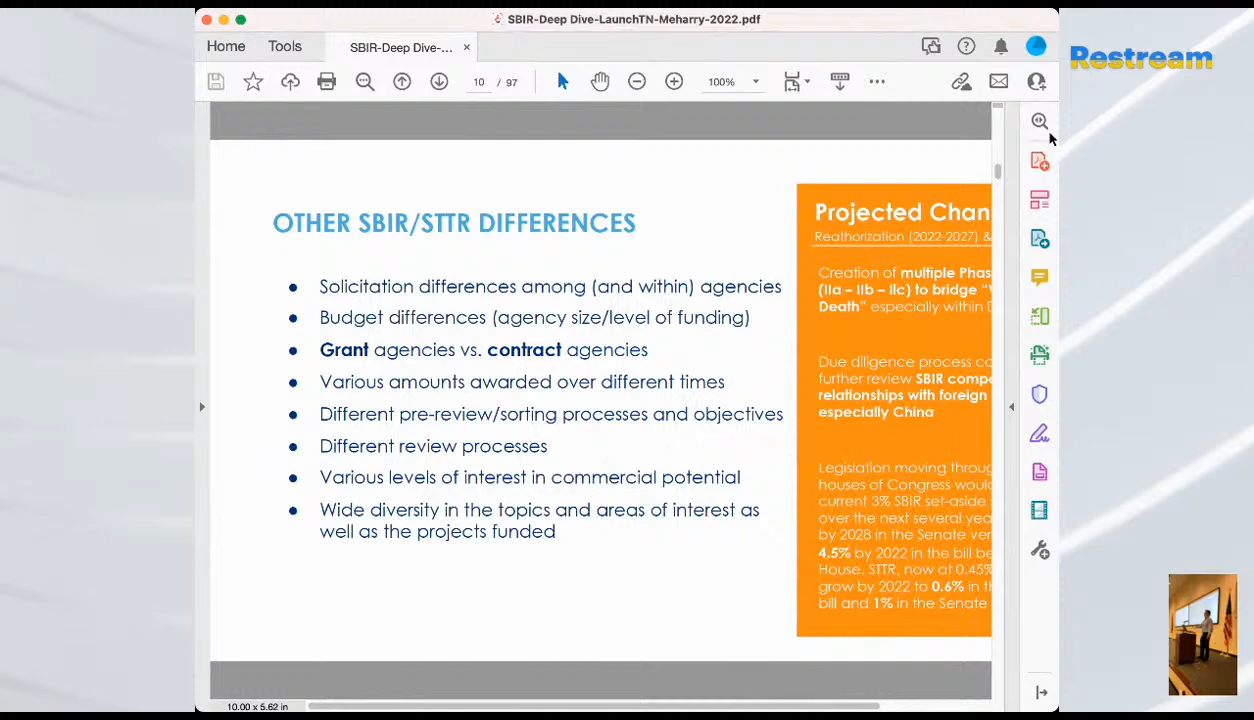 SBIR-Deep Dive-LaunchTN-Meharry-2022.pdf
Home
Tools
SBIR-Deep Dive-...
10 / 97
100%
Restream
OTHER SBIR/STTR DIFFERENCES
Solicitation differences among (and within) agencies
Budget differences (agency size/level of funding)
Grant agencies vs. contract agencies
Various amounts awarded over different times
Different pre-review/sorting processes and objectives
Different review processes
Various levels of interest in commercial potential
Wide diversity in the topics and areas of interest as
well as the projects funded
Projected Chan
Reathorization (2022-2027) &
Creation of multiple Phas
(IIa – IIb – IIc) to bridge “
Death” especially within
Due diligence process co
further review SBIR comp
relationships with foreign
especially China
Legislation moving throug
houses of Congress woul
current 3% SBIR set-aside
over the next several yea
by 2028 in the Senate ver
4.5% by 2022 in the bill be
House. STTR, now at 0.45%
grow by 2022 to 0.6% in th
bill and 1% in the Senate
10.00 x 5.62 in